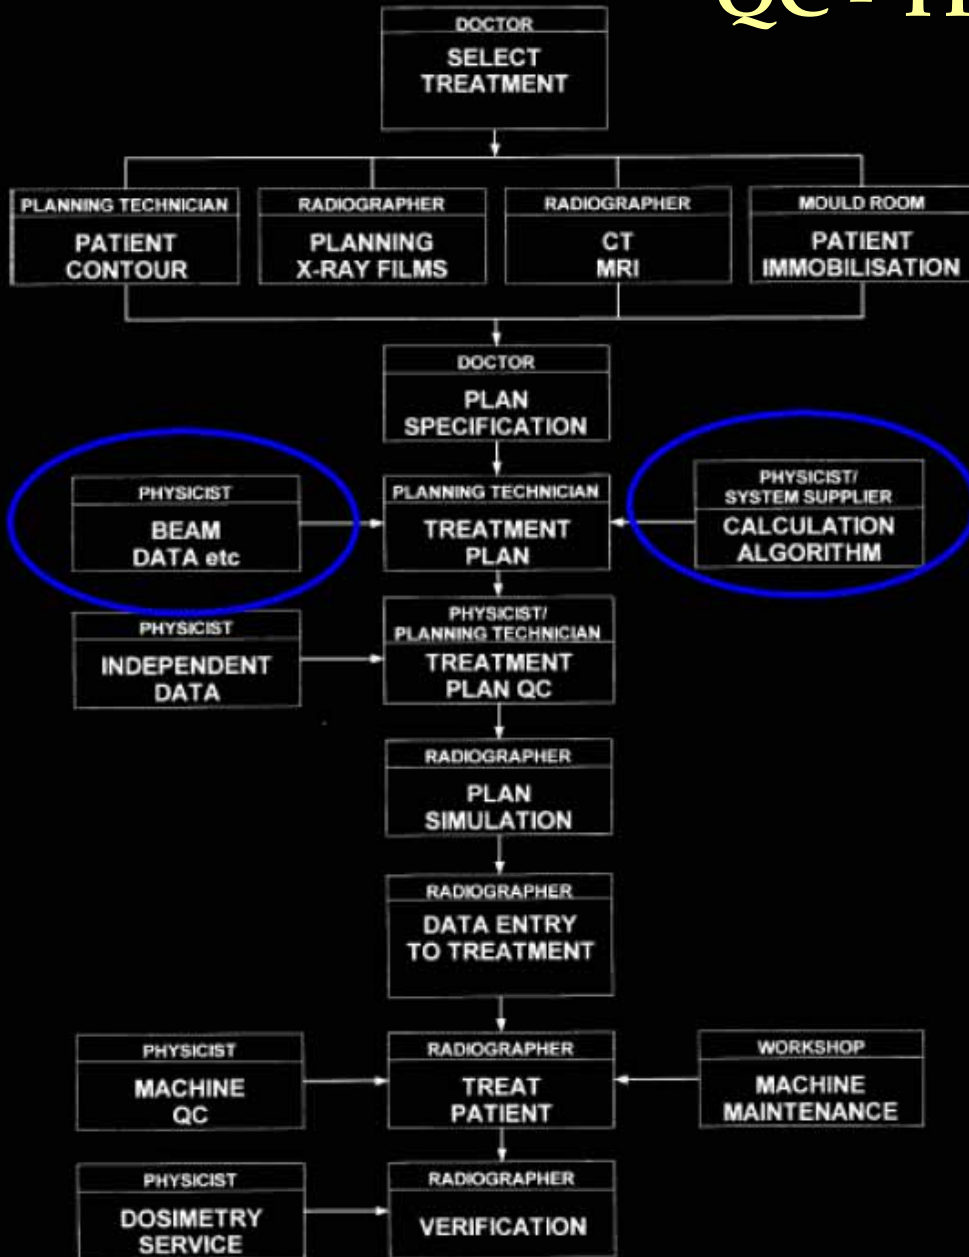 QC - TH
DOCTOR
SELECT
TREATMENT
PLANNING TECHNICIAN
PATIENT
CONTOUR
RADIOGRAPHER
PLANNING
X-RAY FILMS
RADIOGRAPHER
CT
MRI
MOULD ROOM
PATIENT
IMMOBILISATION
DOCTOR
PLAN
SPECIFICATION
PHYSICIST
BEAM
DATA etc
PLANNING TECHNICIAN
TREATMENT
PLAN
PHYSICIST/
SYSTEM SUPPLIER
CALCULATION
ALGORITHM
PHYSICIST
INDEPENDENT
DATA
PHYSICIST/
PLANNING TECHNICIAN
TREATMENT
PLAN QC
RADIOGRAPHER
PLAN
SIMULATION
RADIOGRAPHER
DATA ENTRY
TO TREATMENT
PHYSICIST
MACHINE
QC
RADIOGRAPHER
TREAT
PATIENT
WORKSHOP
MACHINE
MAINTENANCE
PHYSICIST
DOSIMETRY
SERVICE
RADIOGRAPHER
VERIFICATION